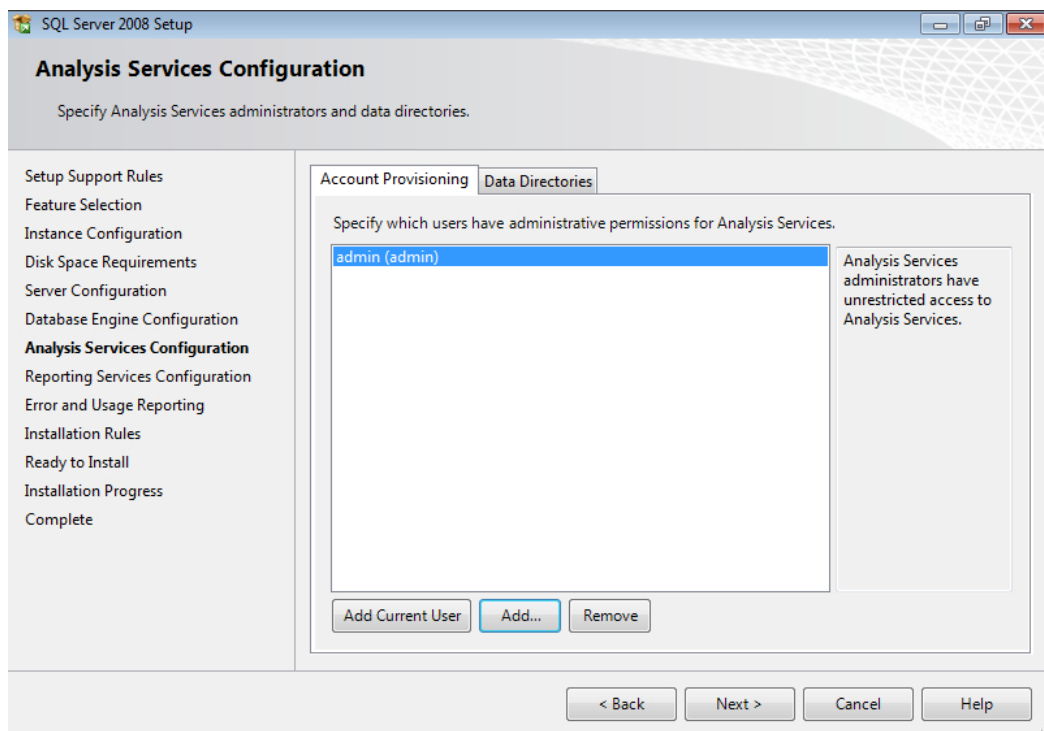 SQL Server 2008 Setup
Analysis Services Configuration
Specify Analysis Services administrators and data directories.
Setup Support Rules
Feature Selection
Instance Configuration
Disk Space Requirements
Server Configuration
Database Engine Configuration
Analysis Services Configuration
Reporting Services Configuration
Error and Usage Reporting
Installation Rules
Ready to Install
Installation Progress
Complete
Account Provisioning
Data Directories
Specify which users have administrative permissions for Analysis Services.
admin (admin)
Analysis Services
administrators have
unrestricted access to
Analysis Services.
Add Current User
Add...
Remove
< Back
Next >
Cancel
Help